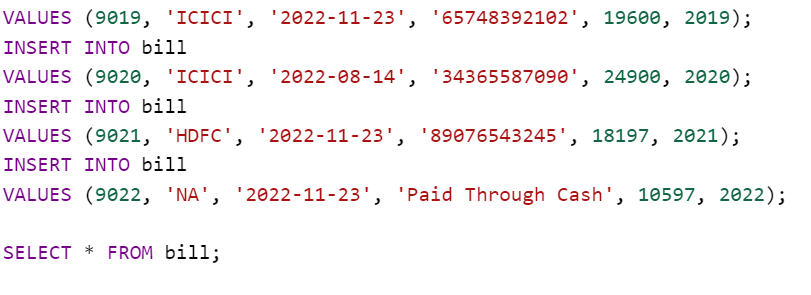 VALUES (9019, 'ICICI', '2022-11-23', '65748392102', 19600, 2019);
INSERT INTO bill
VALUES (9020, 'ICICI', '2022-08-14', '34365587090', 24900, 2020);
INSERT INTO bill
VALUES (9021, 'HDFC', '2022-11-23', '89076543245', 18197, 2021);
INSERT INTO bill
VALUES (9022, 'NA', '2022-11-23', 'Paid Through Cash', 10597, 2022);
SELECT * FROM bill;